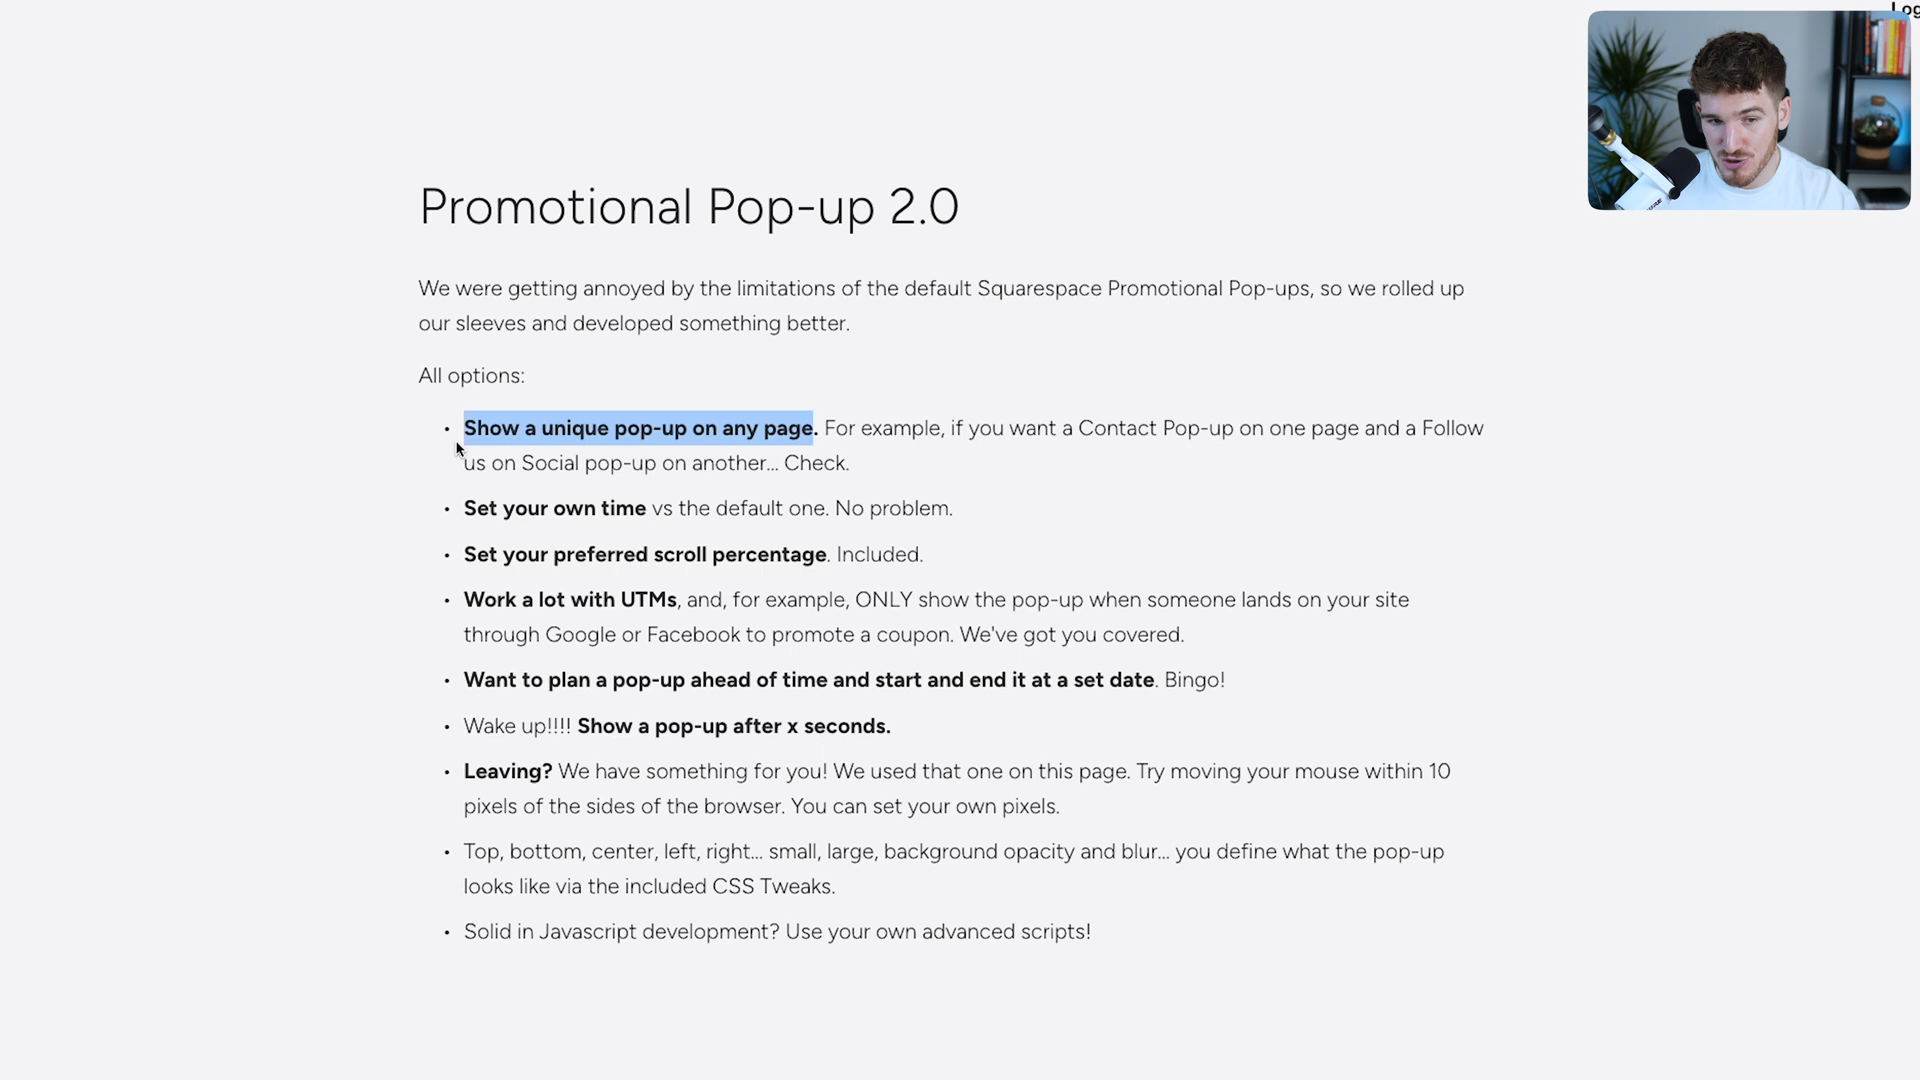 Log
Promotional Pop-up 2.0
We were getting annoyed by the limitations of the default Squarespace Promotional Pop-ups, so we rolled up
our sleeves and developed something better.
All options:
• Show a unique pop-up on any page. For example, if you want a Contact Pop-up on one page and a Follow
us on Social pop-up on another... Check.
• Set your own time vs the default one. No problem.
• Set your preferred scroll percentage. Included.
• Work a lot with UTMs, and, for example, ONLY show the pop-up when someone lands on your site
through Google or Facebook to promote a coupon. We've got you covered.
• Want to plan a pop-up ahead of time and start and end it at a set date. Bingo!
• Wake up!!!! Show a pop-up after x seconds.
• Leaving? We have something for you! We used that one on this page. Try moving your mouse within 10
pixels of the sides of the browser. You can set your own pixels.
• Top, bottom, center, left, right... small, large, background opacity and blur... you define what the pop-up
looks like via the included CSS Tweaks.
• Solid in Javascript development? Use your own advanced scripts!